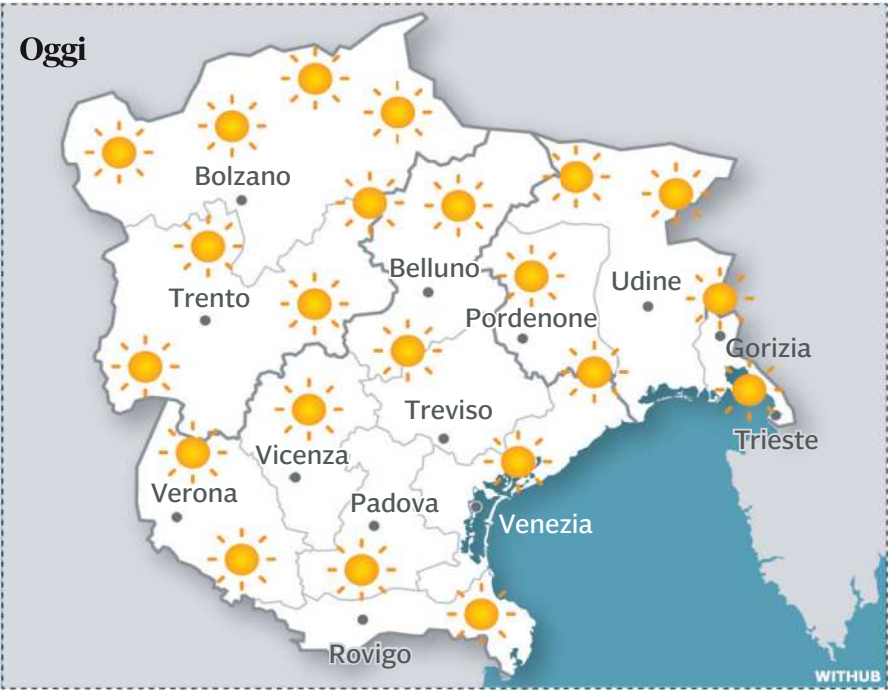 Oggi
Bolzano
Belluno
Udine
Trento
Pordenone
Gorizia
Treviso
Trieste
Vicenza
Verona
Padova
Venezia
Rovigo
WITHUB